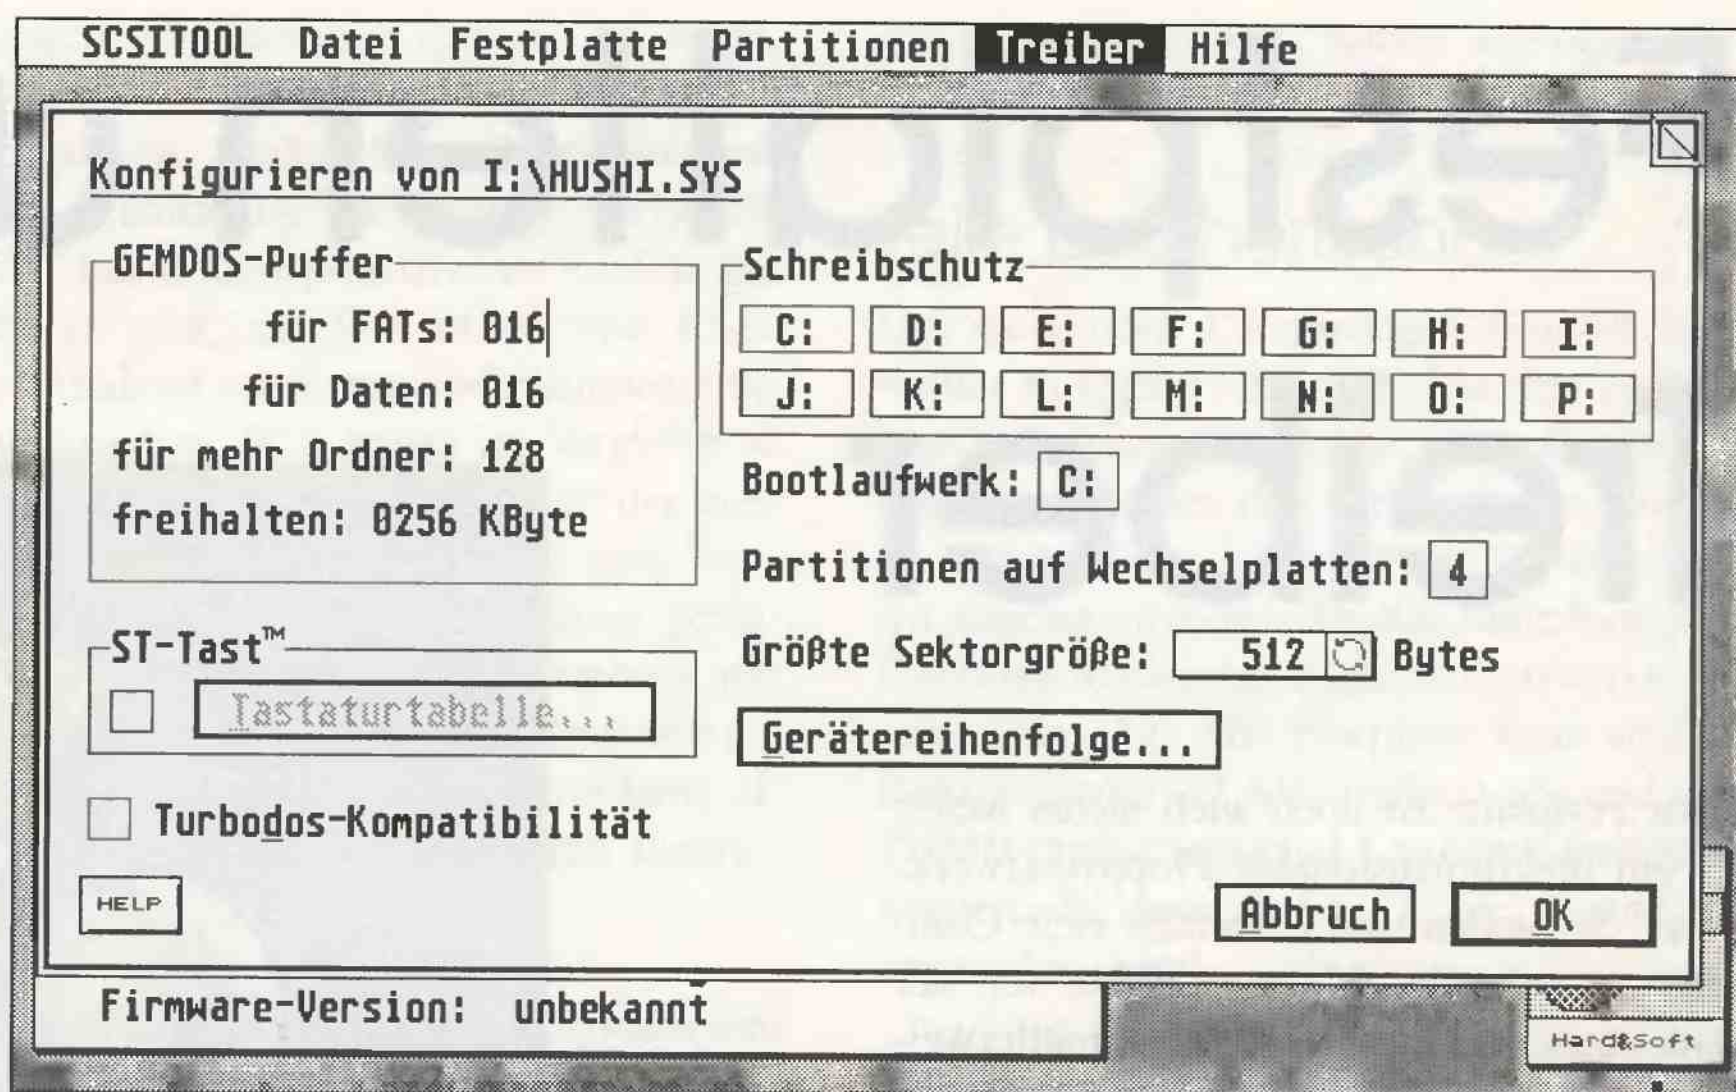 SCSITOOL Datei Festplatte Partitionen Treiber Hilfe
Konfigurieren von I:\HUSHI.SYS
GEMDOS-Puffer
für FATs: 016
für Daten: 016
für mehr Ordner: 128
freihalten: 0256 KByte
ST-Tast™
Tastaturtabelle...
Turbodos-Kompatibilität
HELP
Schreibschutz
C: D: E: F: G: H: I:
J: K: L: M: N: O: P:
Bootlaufwerk: C:
Partitionen auf Wechselplatten: 4
Größte Sektorgröße: 512 Bytes
Gerätereihenfolge...
Abbruch OK
Firmware-Version: unbekannt
Hard&Soft